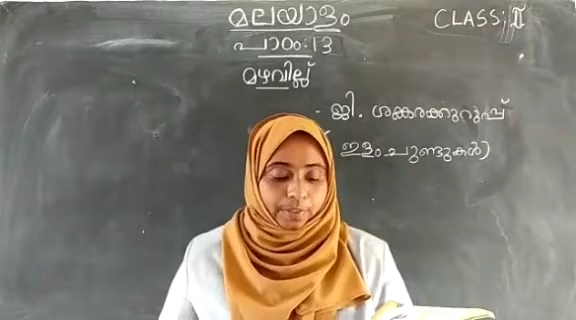 മലയാളം
CLASS: II
പാഠം: 13
മഴവില്ല്
- ജി. ശങ്കരക്കുറുപ്പ്
ഇളംചുണ്ടുകൾ)